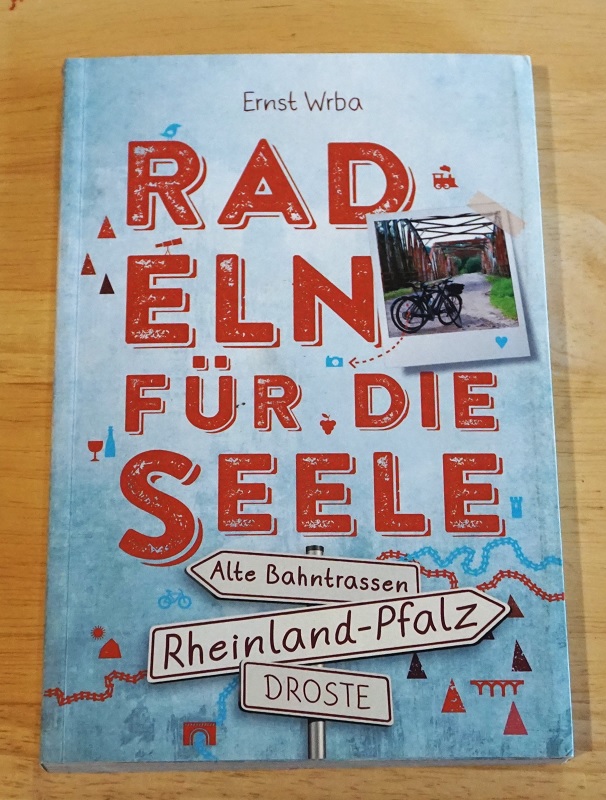 Ernst Wrba
RAD
ELN
FÜR DIE
SEELE
Alte Bahntrassen
Rheinland-Pfalz
DROSTE